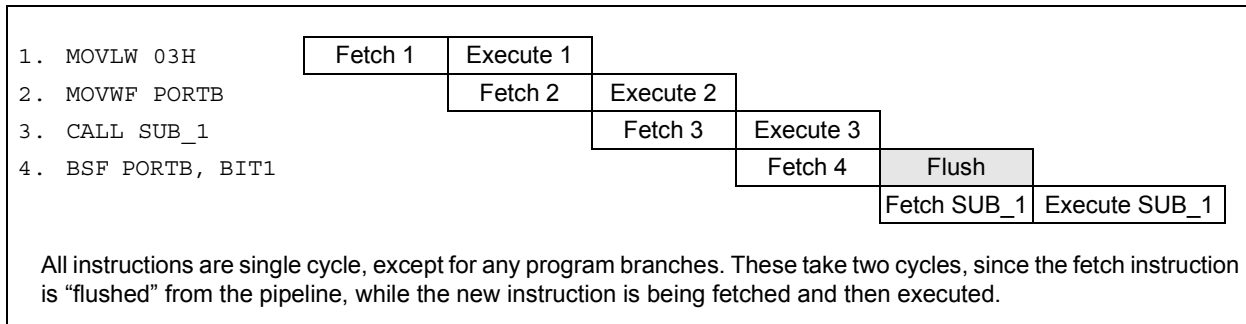 1. MOVLW 03H Fetch 1 Execute 1
2. MOVWF PORTB Fetch 2 Execute 2
3. CALL SUB_1 Fetch 3 Execute 3
4. BSF PORTB, BIT1 Fetch 4 Flush
Fetch SUB_1 Execute SUB_1
All instructions are single cycle, except for any program branches. These take two cycles, since the fetch instruction
is “flushed” from the pipeline, while the new instruction is being fetched and then executed.